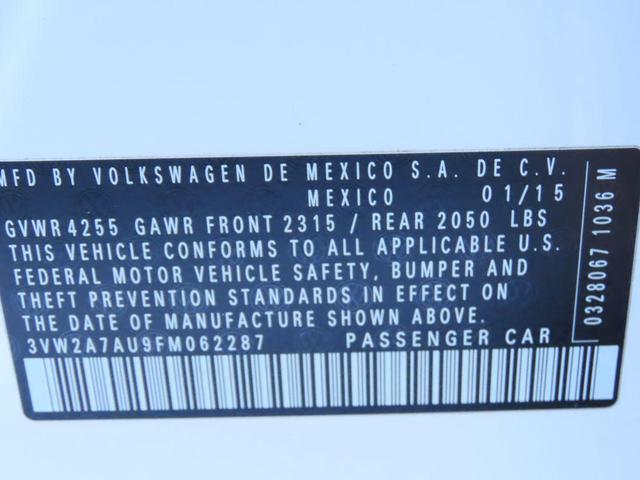 MFD BY VOLKSWAGEN DE MEXICO S.A. DE C.V.
MEXICO 01/15
GVWR 4255 GAWR FRONT 2315 / REAR 2050 LBS
THIS VEHICLE CONFORMS TO ALL APPLICABLE U.S.
FEDERAL MOTOR VEHICLE SAFETY, BUMPER AND
THEFT PREVENTION STANDARDS IN EFFECT ON
THE DATE OF MANUFACTURE SHOWN ABOVE.
3VW2A7AU9FM062287 PASSENGER CAR
0328067 1036 M